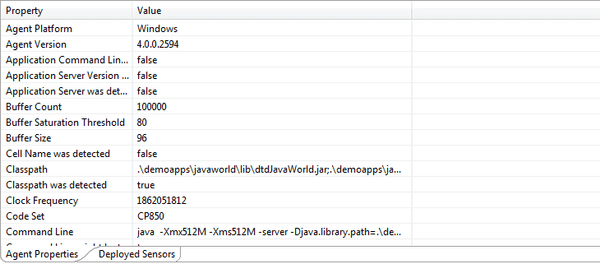 Property Value
Agent Platform Windows
Agent Version 4.0.0.2594
Application Command Lin... false
Application Server Version ... false
Application Server was det... false
Buffer Count 100000
Buffer Saturation Threshold 80
Buffer Size 96
Cell Name was detected false
Classpath .\demoapps\javaworld\lib\dtdJavaWorld.jar;.\demoapps\ja...
Classpath was detected true
Clock Frequency 1862051812
Code Set CP850
Command Line java -Xmx512M -Xms512M -server -Djava.library.path=.\de...
Agent Properties Deployed Sensors